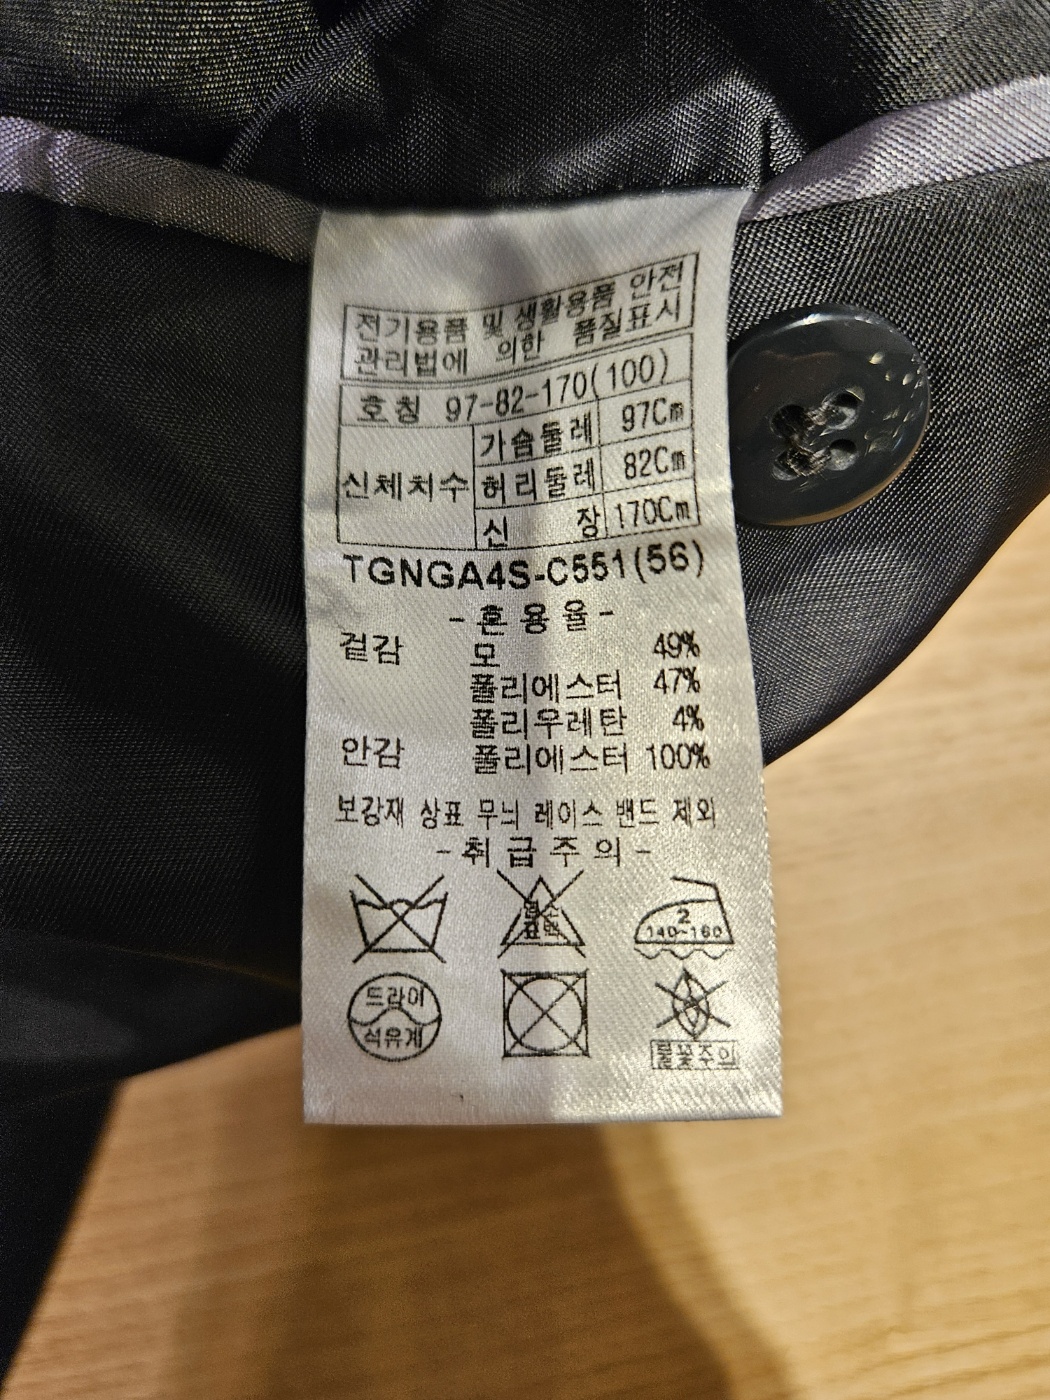 전기용품 및 생활용품 안전
관리법에 의한 품질표시
호칭 97-82-170(100)
신체치수 가슴둘레 97Cm
허리둘레 82Cm
신 장 170Cm
TGNGA4S-C551(56)
-혼용율-
겉감 모 49%
폴리에스터 47%
폴리우레탄 4%
안감 폴리에스터 100%
보강재 상표 무늬 레이스 밴드 제외
-취급주의-
염소
표백
2
140~160
드라이
석유계
불꽃주의